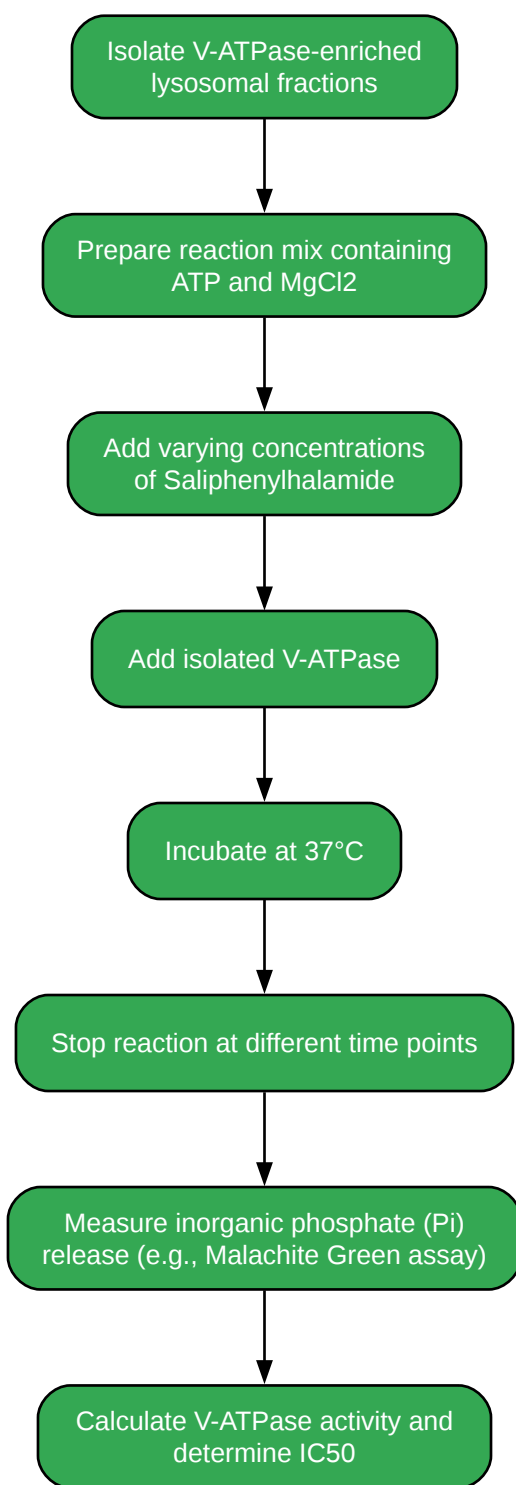 Isolate V-ATPase-enriched
lysosomal fractions
Prepare reaction mix containing
ATP and MgCl2
Add varying concentrations
of Saliphenylhalamide
Add isolated V-ATPase
Incubate at 37°C
Stop reaction at different time points
Measure inorganic phosphate (Pi)
release (e.g., Malachite Green assay)
Calculate V-ATPase activity and
determine IC50